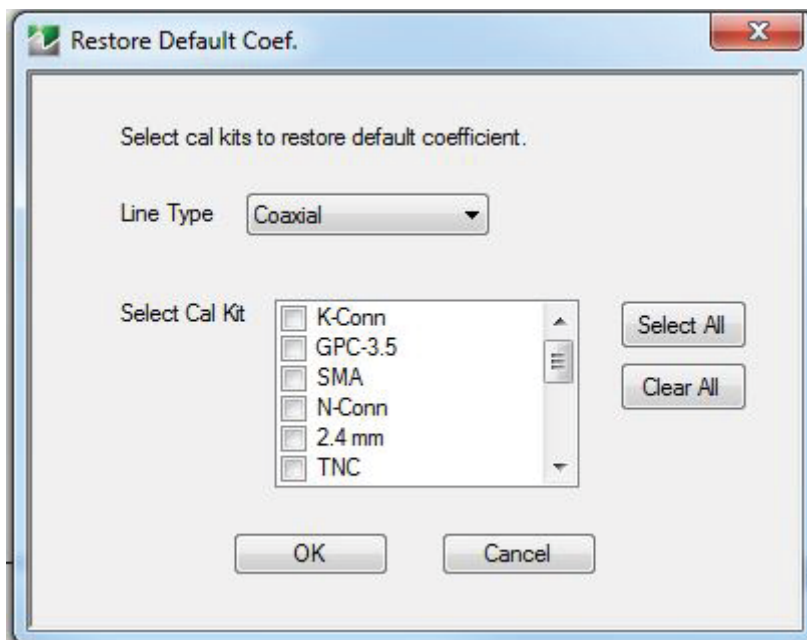 Restore Default Coef.
Select cal kits to restore default coefficient.
Line Type
Coaxial
Select Cal Kit
K-Conn
GPC-3.5
SMA
N-Conn
2.4 mm
TNC
Select All
Clear All
OK
Cancel